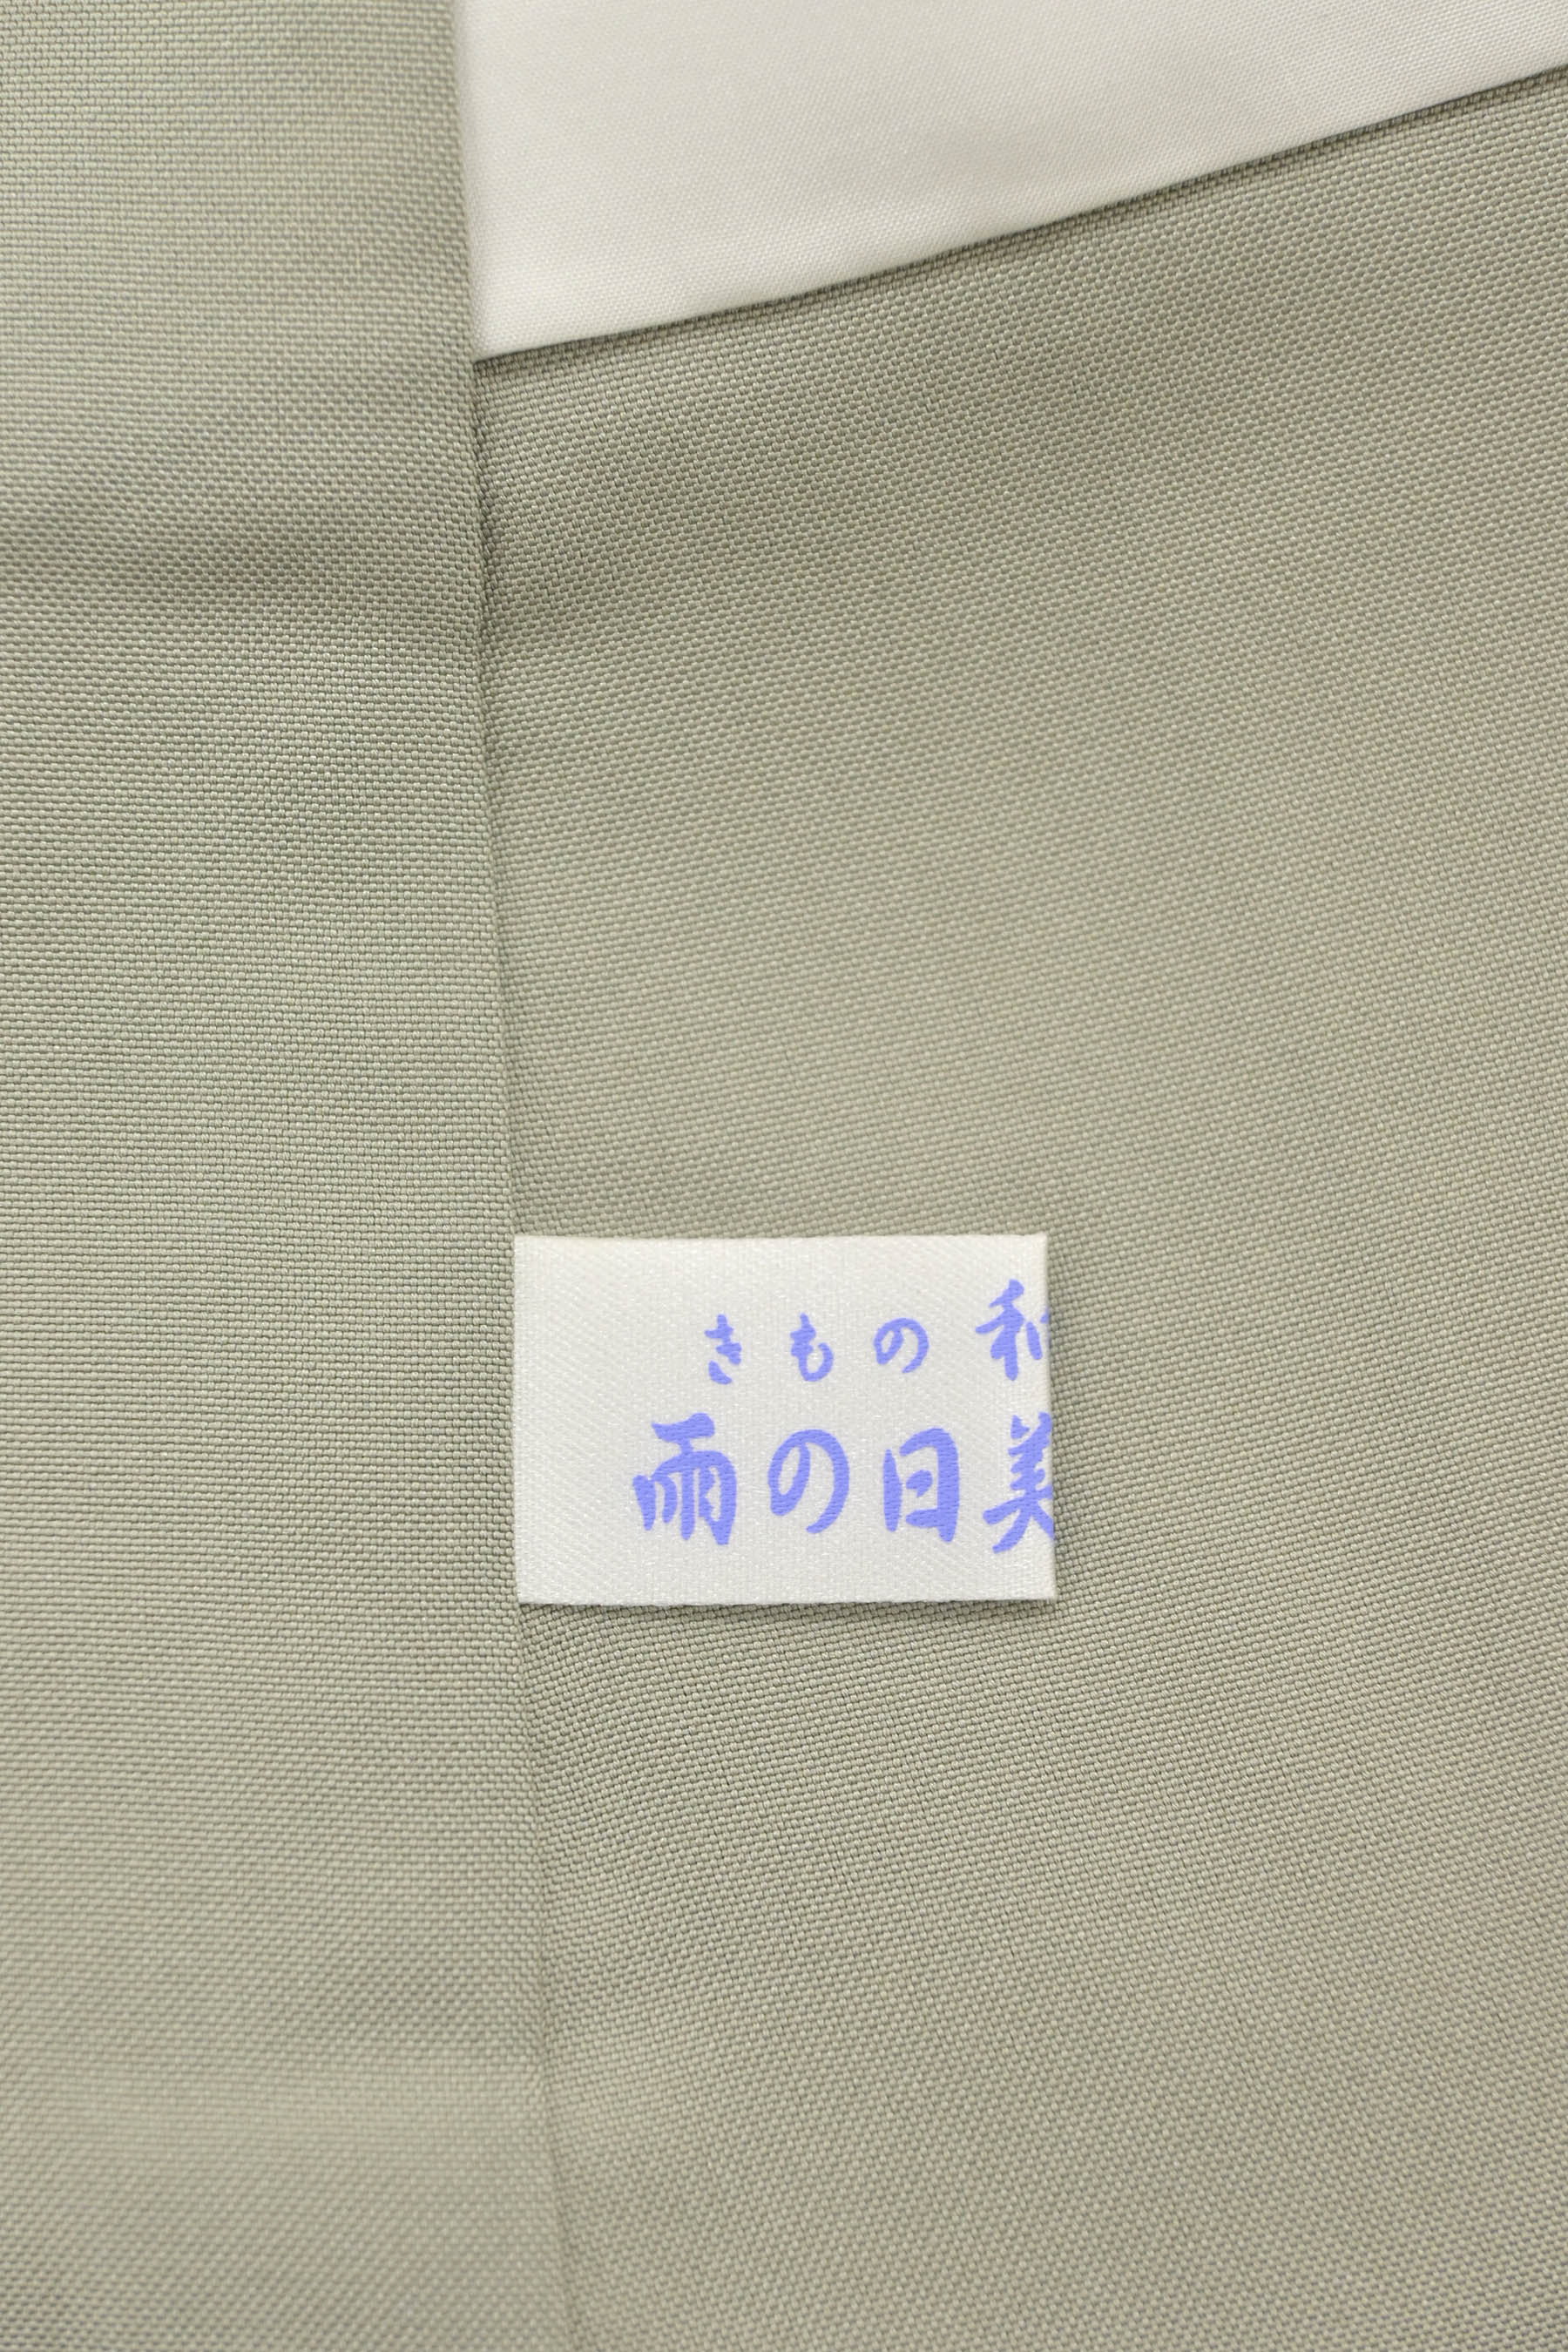 きもの 和
雨の日美